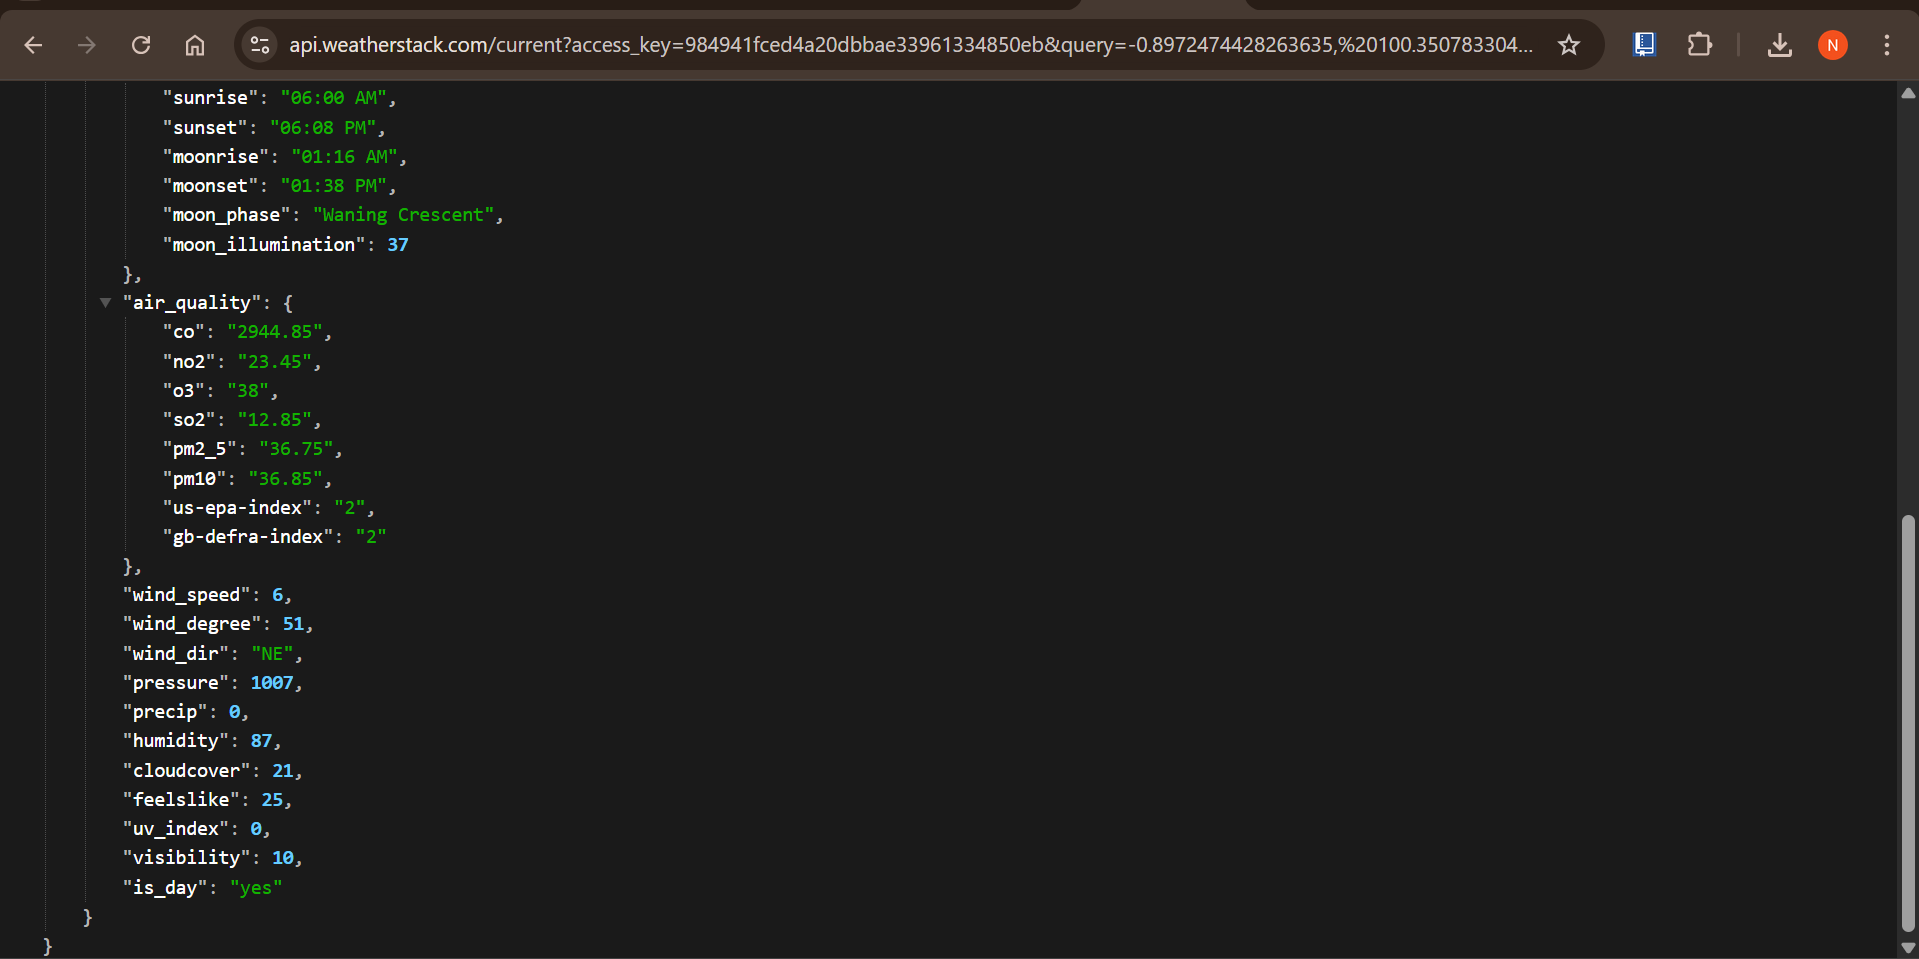 api.weatherstack.com/current?access_key=984941fced4a20dbbae33961334850eb&query=-0.8972474428263635,%20100.350783304...
N
"sunrise": "06:00 AM",
"sunset": "06:08 PM",
"moonrise": "01:16 AM",
"moonset": "01:38 PM",
"moon_phase": "Waning Crescent",
"moon_illumination": 37
},
"air_quality": {
"co": "2944.85",
"no2": "23.45",
"o3": "38",
"so2": "12.85",
"pm2_5": "36.75",
"pm10": "36.85",
"us-epa-index": "2",
"gb-defra-index": "2"
},
"wind_speed": 6,
"wind_degree": 51,
"wind_dir": "NE",
"pressure": 1007,
"precip": 0,
"humidity": 87,
"cloudcover": 21,
"feelslike": 25,
"uv_index": 0,
"visibility": 10,
"is_day": "yes"
}
}